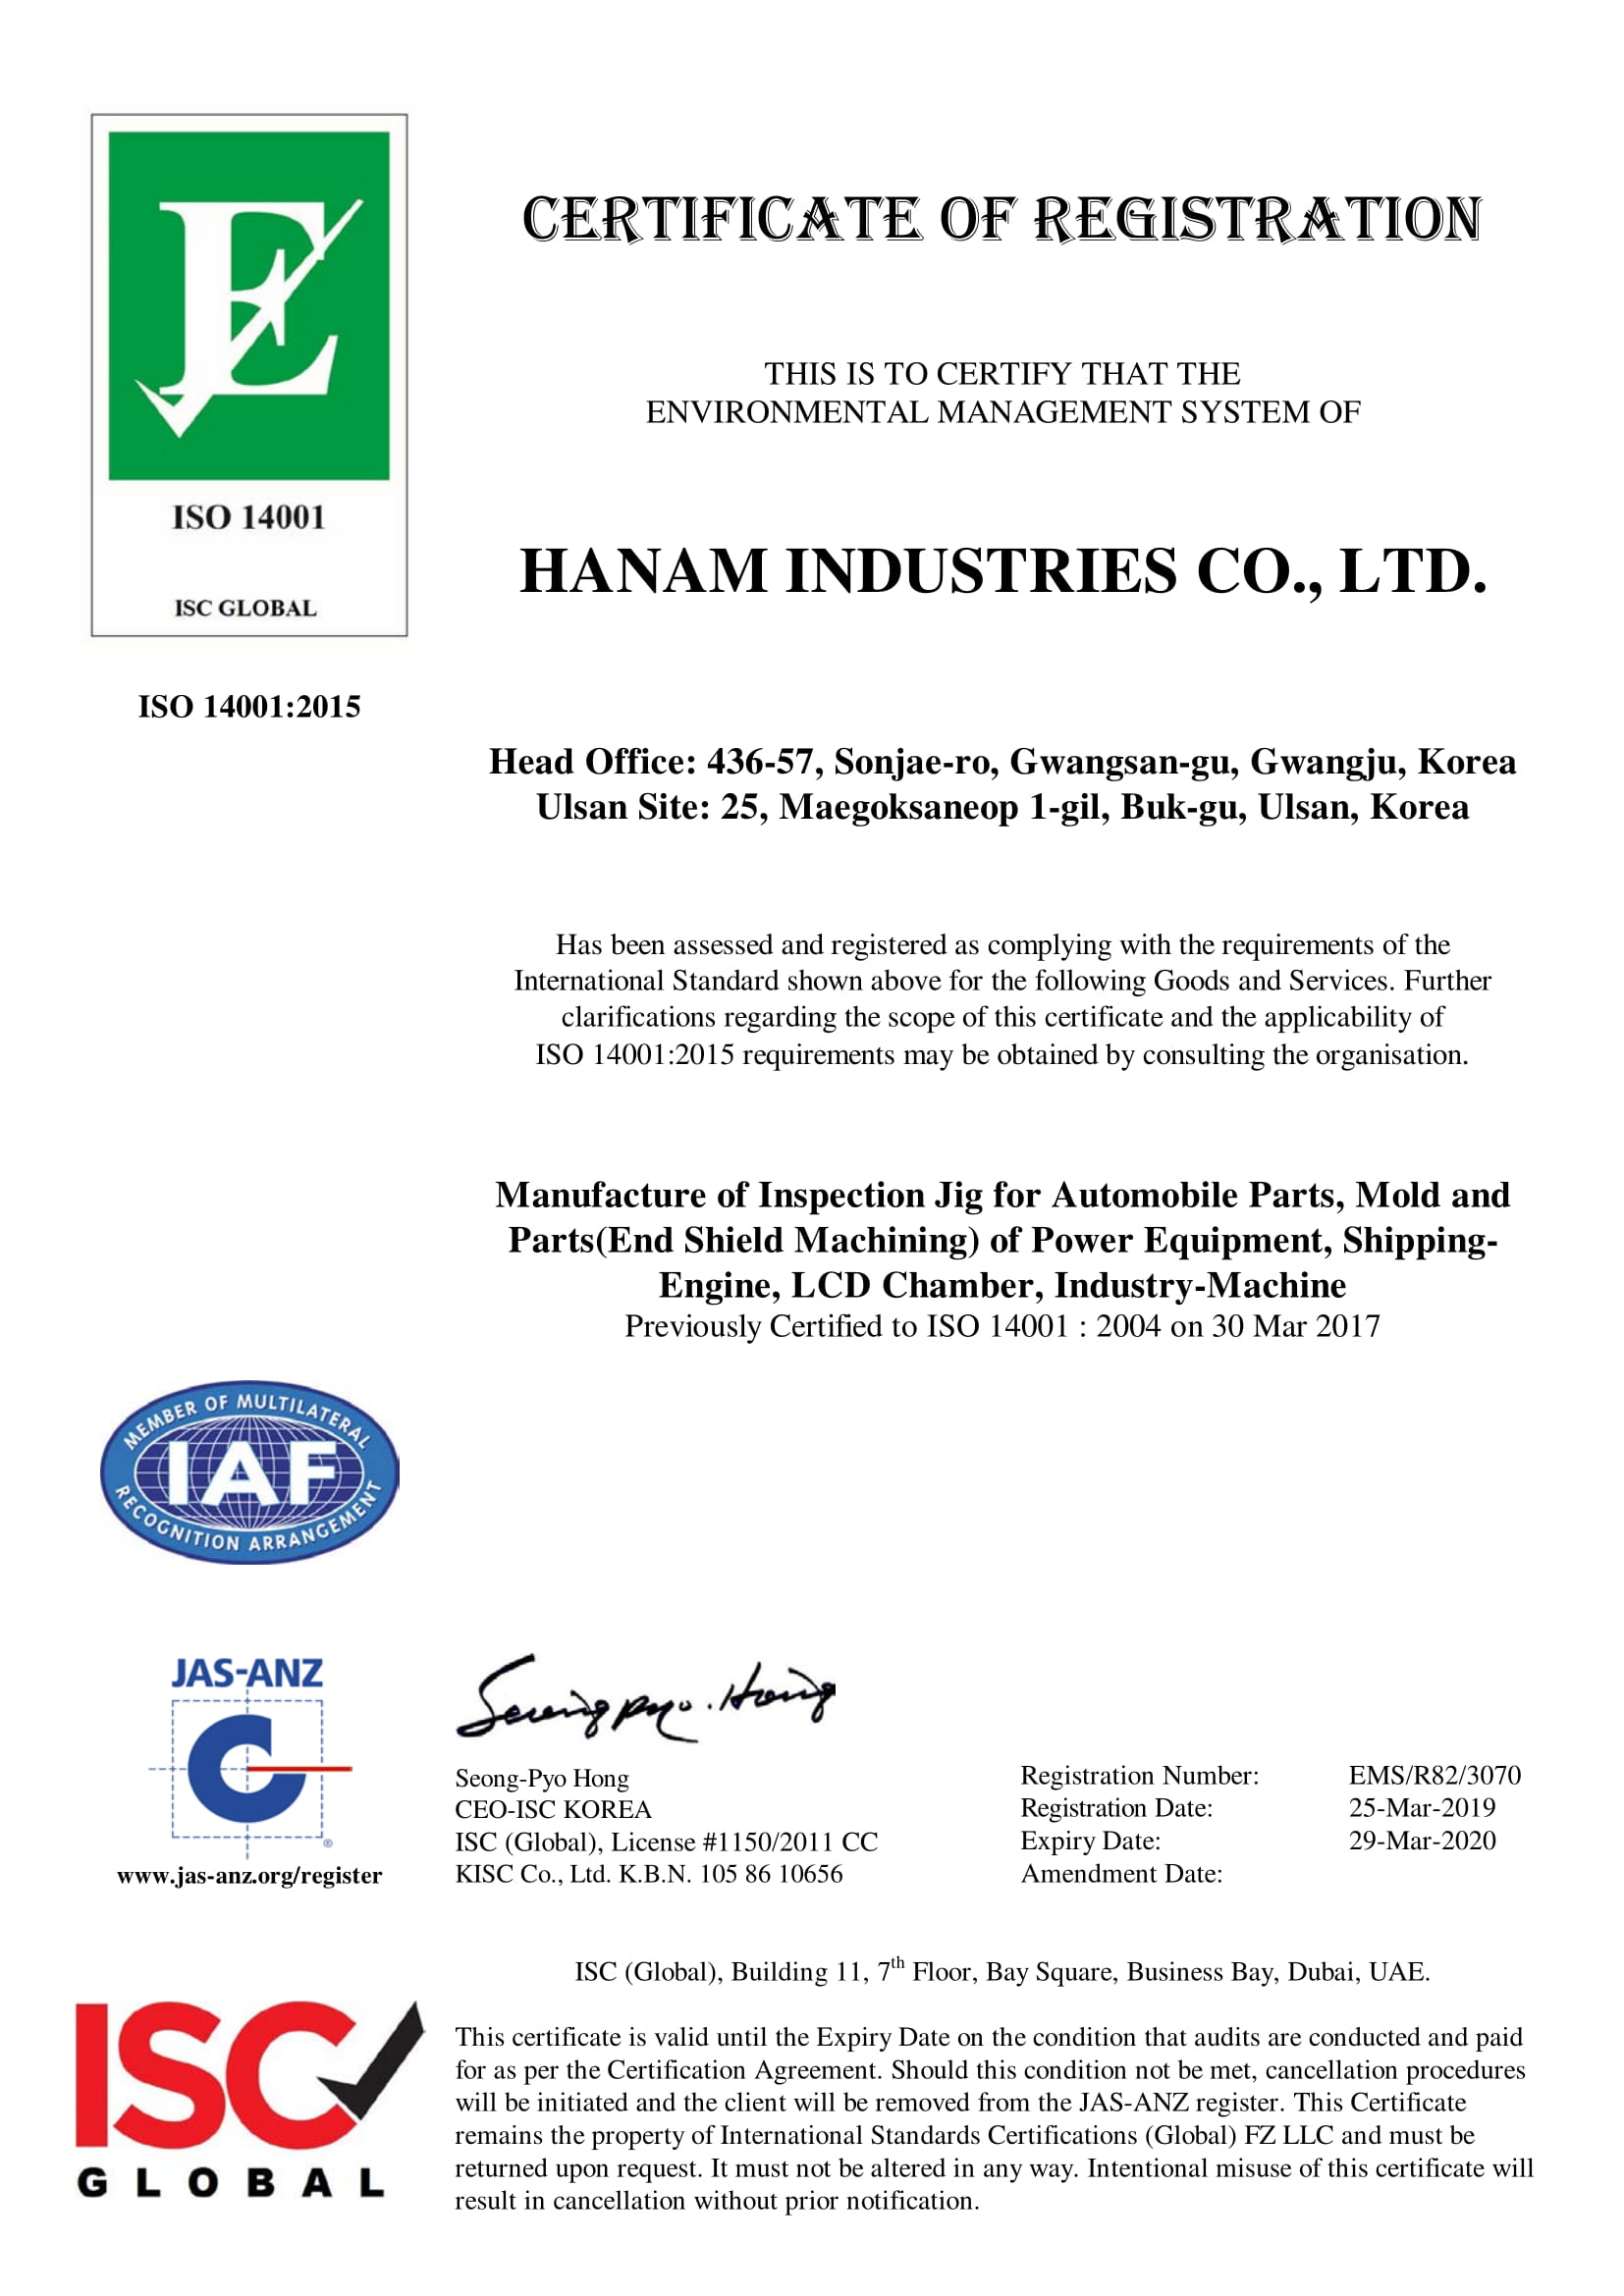 CERTIFICATE OF REGISTRATION
E
ISO 14001
ISC GLOBAL
ISO 14001:2015
THIS IS TO CERTIFY THAT THE
ENVIRONMENTAL MANAGEMENT SYSTEM OF
HANAM INDUSTRIES CO., LTD.
Head Office: 436-57, Sonjae-ro, Gwangsan-gu, Gwangju, Korea
Ulsan Site: 25, Maegoksaneop 1-gil, Buk-gu, Ulsan, Korea
Has been assessed and registered as complying with the requirements of the
International Standard shown above for the following Goods and Services. Further
clarifications regarding the scope of this certificate and the applicability of
ISO 14001:2015 requirements may be obtained by consulting the organisation.
Manufacture of Inspection Jig for Automobile Parts, Mold and
Parts(End Shield Machining) of Power Equipment, Shipping-
Engine, LCD Chamber, Industry-Machine
Previously Certified to ISO 14001 : 2004 on 30 Mar 2017
MEMBER OF MULTILATERAL
IAF
RECOGNITION ARRANGEMENT
JAS-ANZ
®
www.jas-anz.org/register
Seongpyo. Hong
Seong-Pyo Hong
CEO-ISC KOREA
ISC (Global), License #1150/2011 CC
KISC Co., Ltd. K.B.N. 105 86 10656
Registration Number: EMS/R82/3070
Registration Date: 25-Mar-2019
Expiry Date: 29-Mar-2020
Amendment Date:
ISC (Global), Building 11, 7th Floor, Bay Square, Business Bay, Dubai, UAE.
ISC
GLOBAL
This certificate is valid until the Expiry Date on the condition that audits are conducted and paid
for as per the Certification Agreement. Should this condition not be met, cancellation procedures
will be initiated and the client will be removed from the JAS-ANZ register. This Certificate
remains the property of International Standards Certifications (Global) FZ LLC and must be
returned upon request. It must not be altered in any way. Intentional misuse of this certificate will
result in cancellation without prior notification.